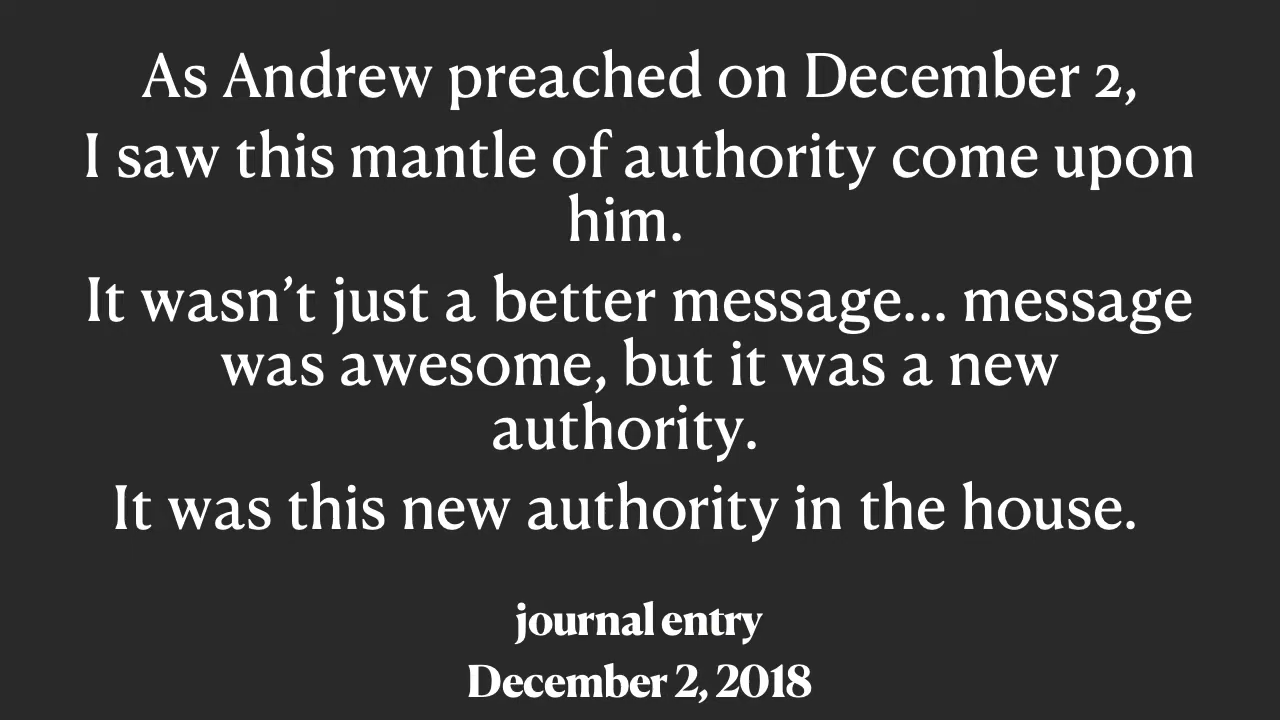 As Andrew preached on December 2,
I saw this mantle of authority come upon
him.
It wasn’t just a better message... message
was awesome, but it was a new
authority.
It was this new authority in the house.
journal entry
December 2, 2018